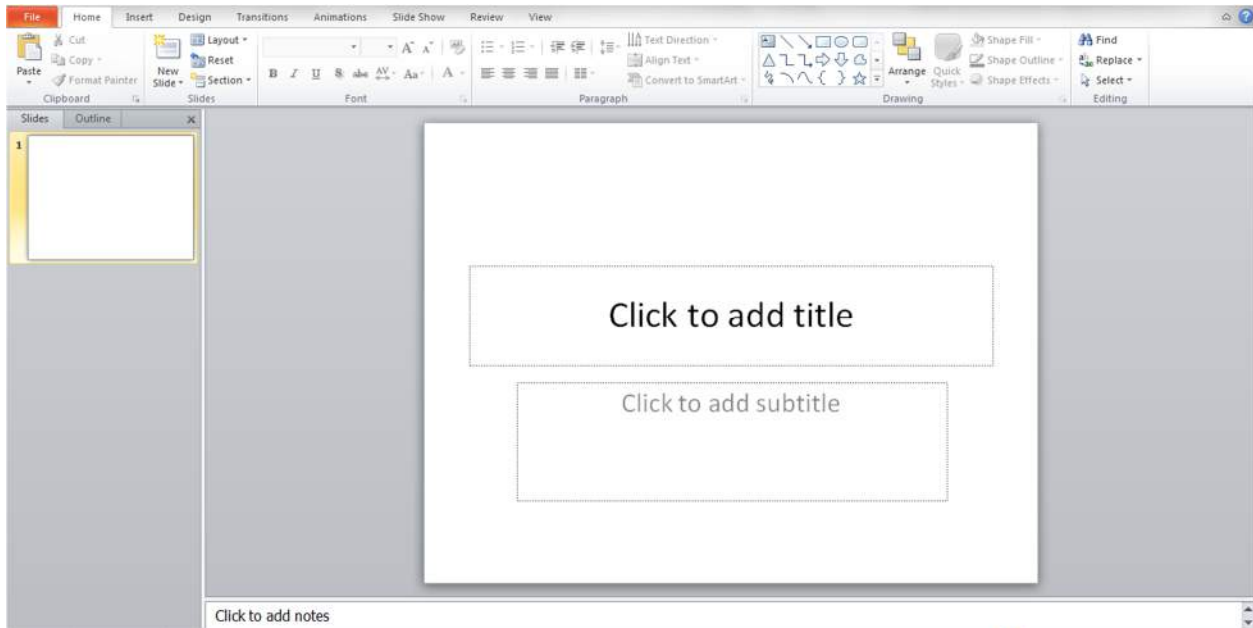 File Home Insert Design Transitions Animations Slide Show Review View
Cut
Copy
Format Painter
Paste
Clipboard
New
Slide
Layout
Reset
Section
Slides
B I U S abc AV Aa A
Font
Text Direction
Align Text
Convert to SmartArt
Paragraph
Arrange
Quick
Styles
Shape Fill
Shape Outline
Shape Effects
Drawing
Find
Replace
Select
Editing
Slides Outline
1
Click to add title
Click to add subtitle
Click to add notes